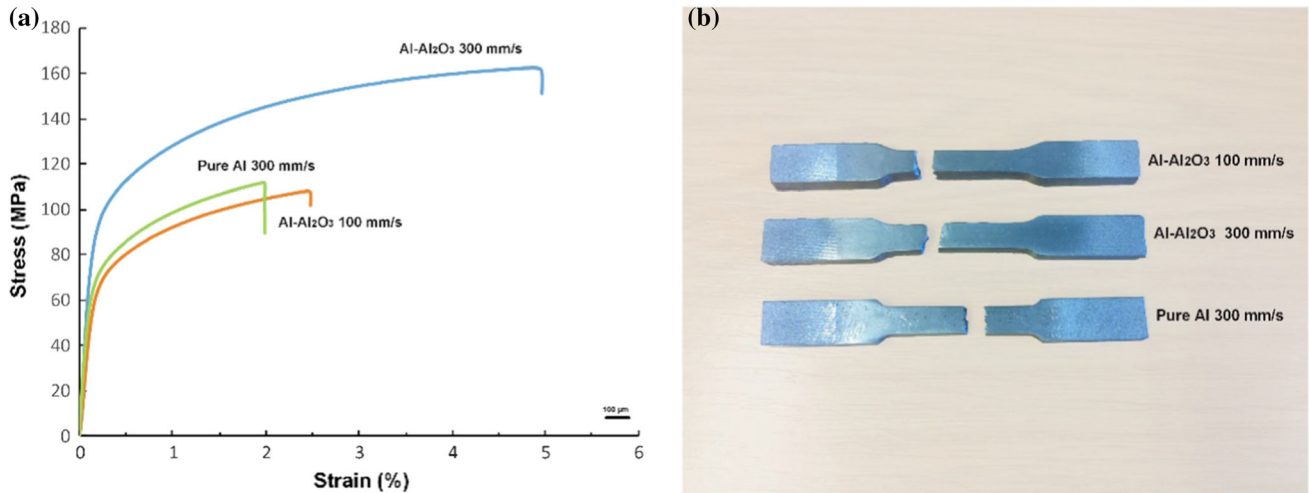 (a)
180
160
140
120
100
80
60
40
20
0
Stress (MPa)
Al-Al₂O₃ 300 mm/s
Pure Al 300 mm/s
Al-Al₂O₃ 100 mm/s
100 µm
0 1 2 3 4 5 6
Strain (%)
(b)
Al-Al₂O₃ 100 mm/s
Al-Al₂O₃ 300 mm/s
Pure Al 300 mm/s